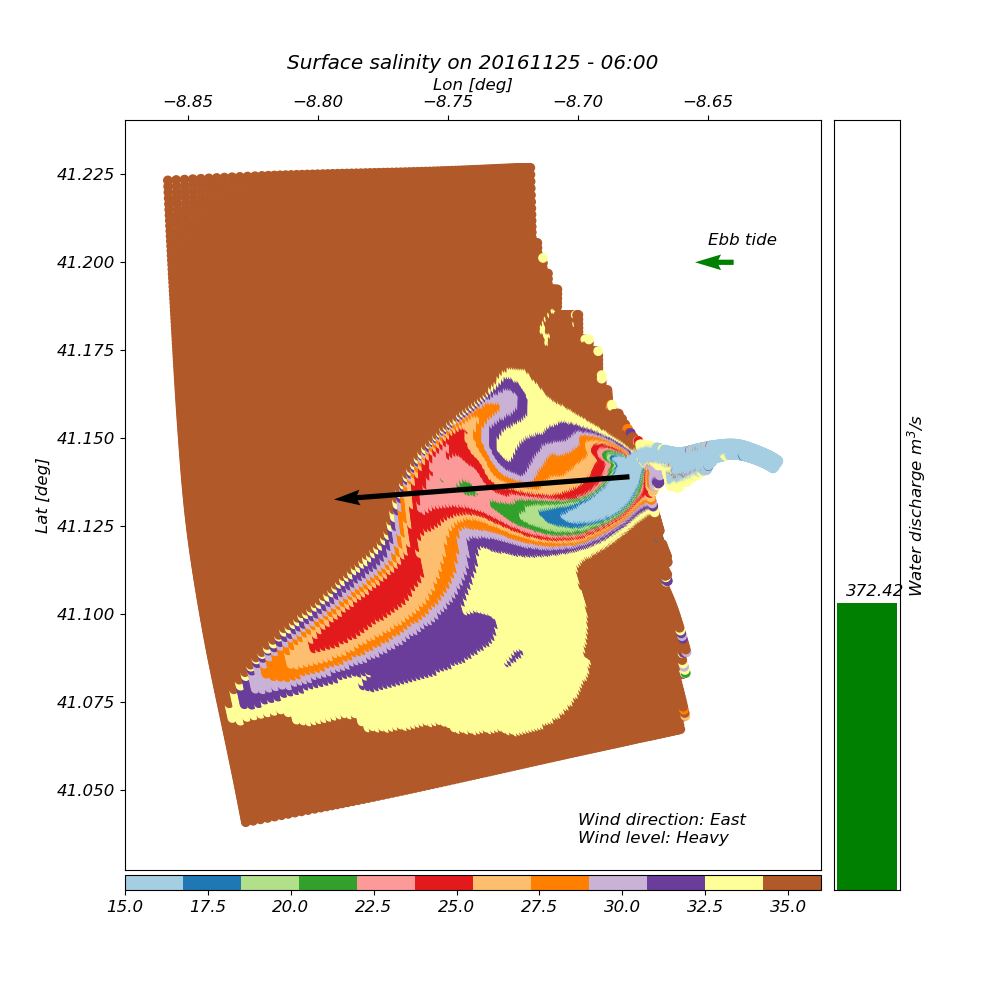 Surface salinity on 20161125 - 06:00
Lon [deg]
−8.85 −8.80 −8.75 −8.70 −8.65
41.225
41.200
41.175
41.150
41.125
41.100
41.075
41.050
Lat [deg]
Ebb tide
Wind direction: East
Wind level: Heavy
15.0 17.5 20.0 22.5 25.0 27.5 30.0 32.5 35.0
372.42
Water discharge m³/s